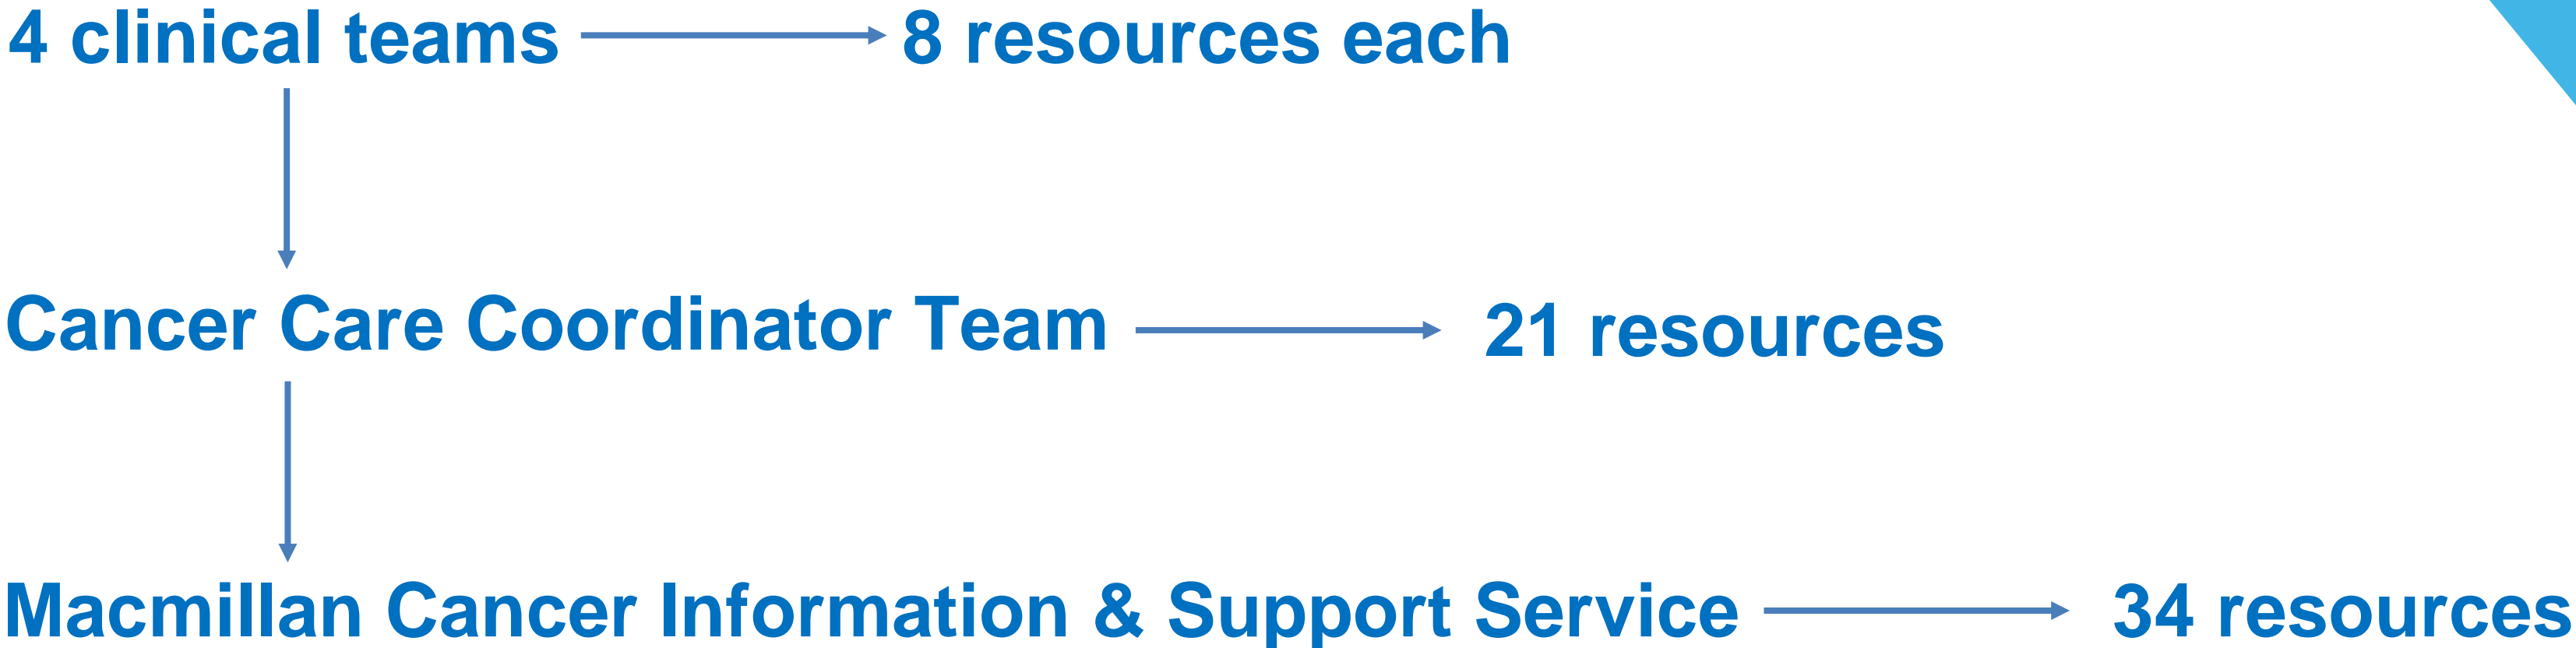 4 clinical teams 8 resources each
Cancer Care Coordinator Team 21 resources
Macmillan Cancer Information & Support Service 34 resources